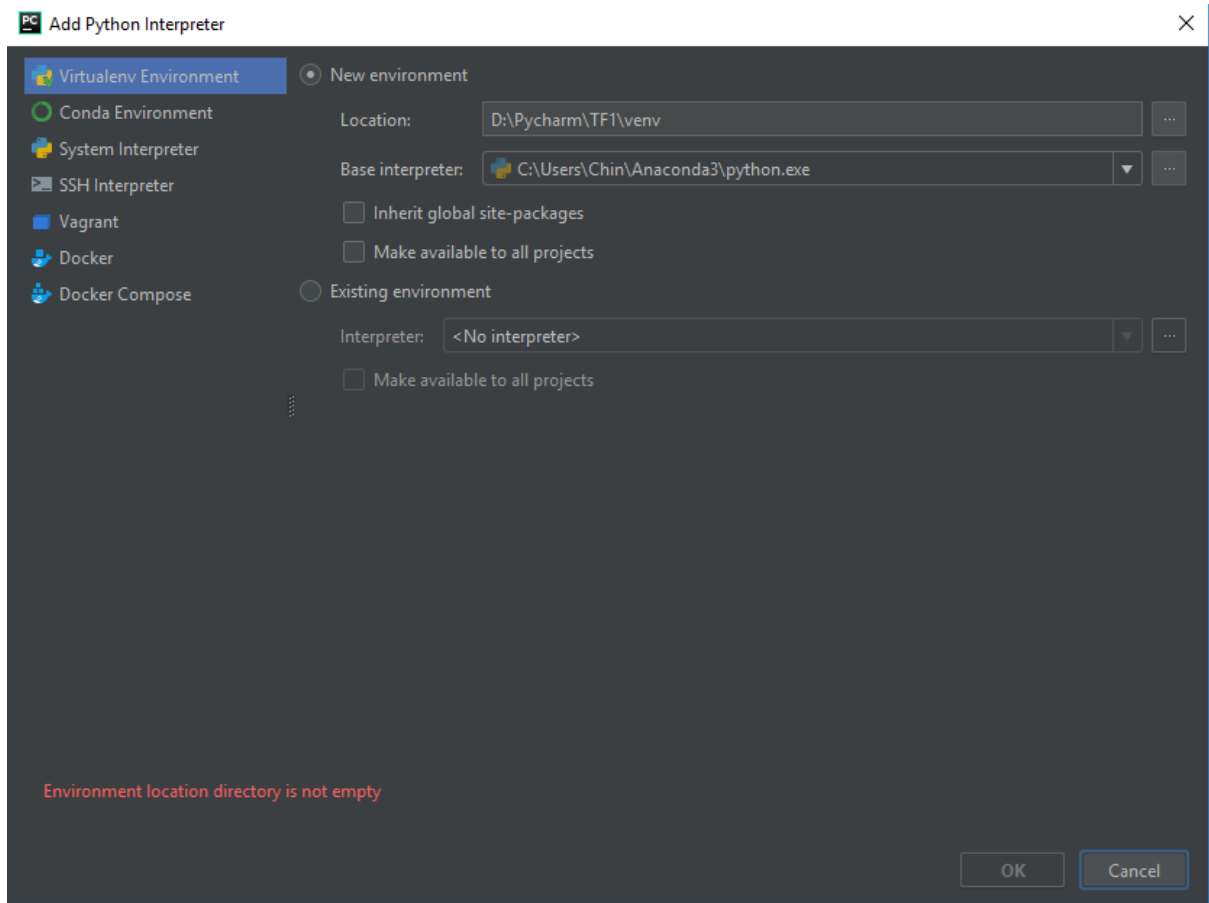 PC Add Python Interpreter
Virtualenv Environment
Conda Environment
System Interpreter
SSH Interpreter
Vagrant
Docker
Docker Compose
New environment
Location: D:\Pycharm\TF1\venv ...
Base interpreter: C:\Users\Chin\Anaconda3\python.exe ...
Inherit global site-packages
Make available to all projects
Existing environment
Interpreter: <No interpreter> ...
Make available to all projects
Environment location directory is not empty
OK Cancel